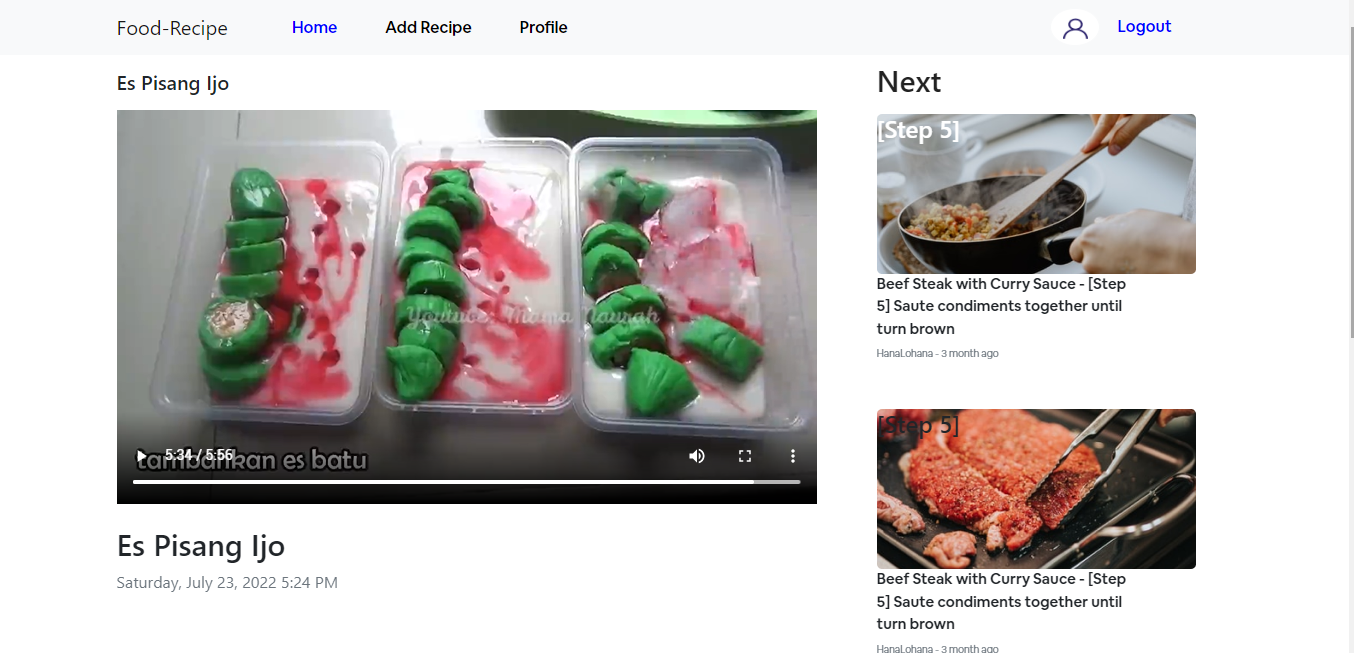 Food-Recipe
Home
Add Recipe
Profile
Logout
Es Pisang Ijo
Youtube: Mama Naurah
tambahkan es batu
5:34 / 5:56
Es Pisang Ijo
Saturday, July 23, 2022 5:24 PM
Next
[Step 5]
Beef Steak with Curry Sauce - [Step
5] Saute condiments together until
turn brown
HanaLohana - 3 month ago
[Step 5]
Beef Steak with Curry Sauce - [Step
5] Saute condiments together until
turn brown
HanaLohana - 3 month ago